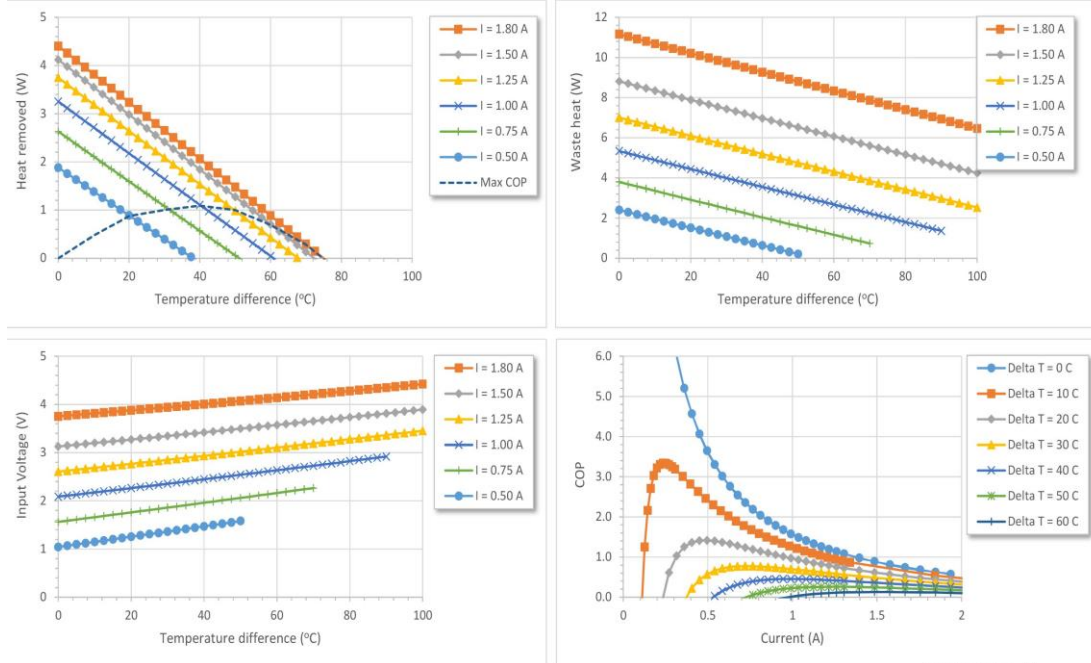 Heat removed (W)
5
4
3
2
1
0
0
20
40
60
80
100
Temperature difference (°C)
I = 1.80 A
I = 1.50 A
I = 1.25 A
I = 1.00 A
I = 0.75 A
I = 0.50 A
Max COP
Waste heat (W)
12
10
8
6
4
2
0
0
20
40
60
80
100
Temperature difference (°C)
I = 1.80 A
I = 1.50 A
I = 1.25 A
I = 1.00 A
I = 0.75 A
I = 0.50 A
Input Voltage (V)
5
4
3
2
1
0
0
20
40
60
80
100
Temperature difference (°C)
I = 1.80 A
I = 1.50 A
I = 1.25 A
I = 1.00 A
I = 0.75 A
I = 0.50 A
COP
6.0
5.0
4.0
3.0
2.0
1.0
0.0
0
0.5
1
1.5
2
Current (A)
Delta T = 0 C
Delta T = 10 C
Delta T = 20 C
Delta T = 30 C
Delta T = 40 C
Delta T = 50 C
Delta T = 60 C